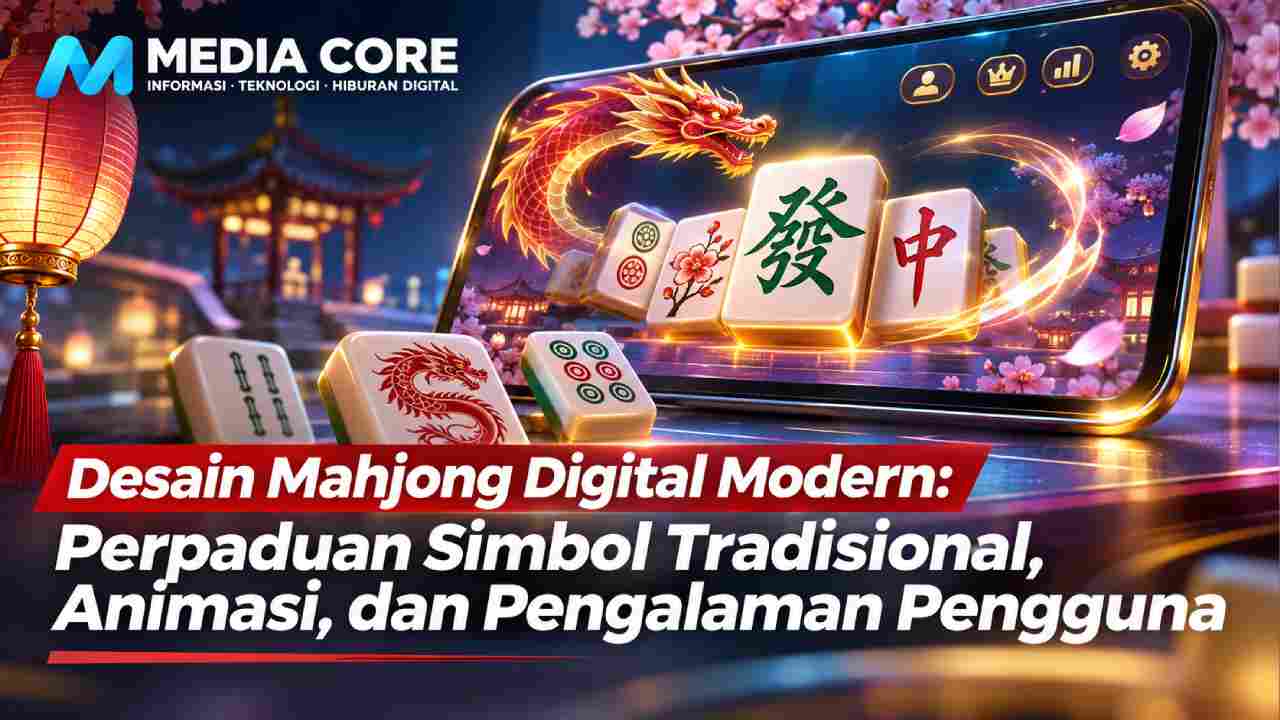 MEDIA CORE
INFORMASI · TEKNOLOGI · HIBURAN DIGITAL
發
中
Desain Mahjong Digital Modern:
Perpaduan Simbol Tradisional,
Animasi, dan Pengalaman Pengguna